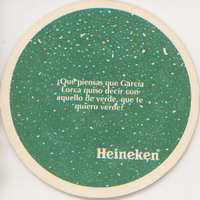 ¿Qué piensas que García
Lorca quiso decir con
aquello de verde, que te
quiero verde?
Heineken